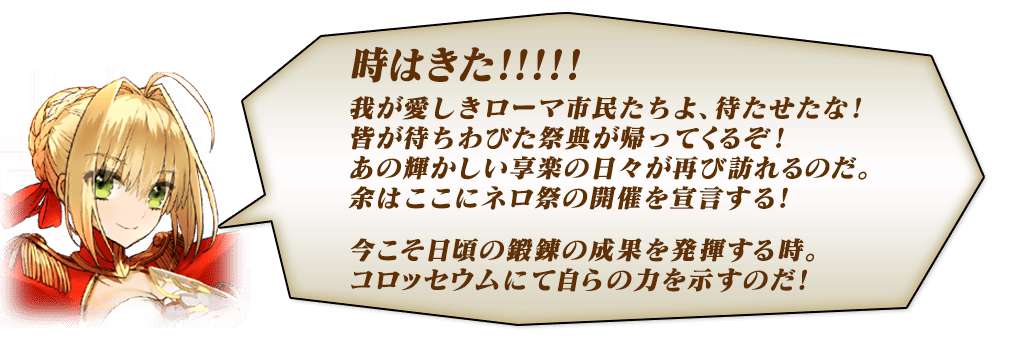 時はきた!!!!!
我が愛しきローマ市民たちよ、待たせたな!
皆が待ちわびた祭典が帰ってくるぞ!
あの輝かしい享楽の日々が再び訪れるのだ。
余はここにネロ祭の開催を宣言する!
今こそ日頃の鍛錬の成果を発揮する時。
コロッセウムにて自らの力を示すのだ!